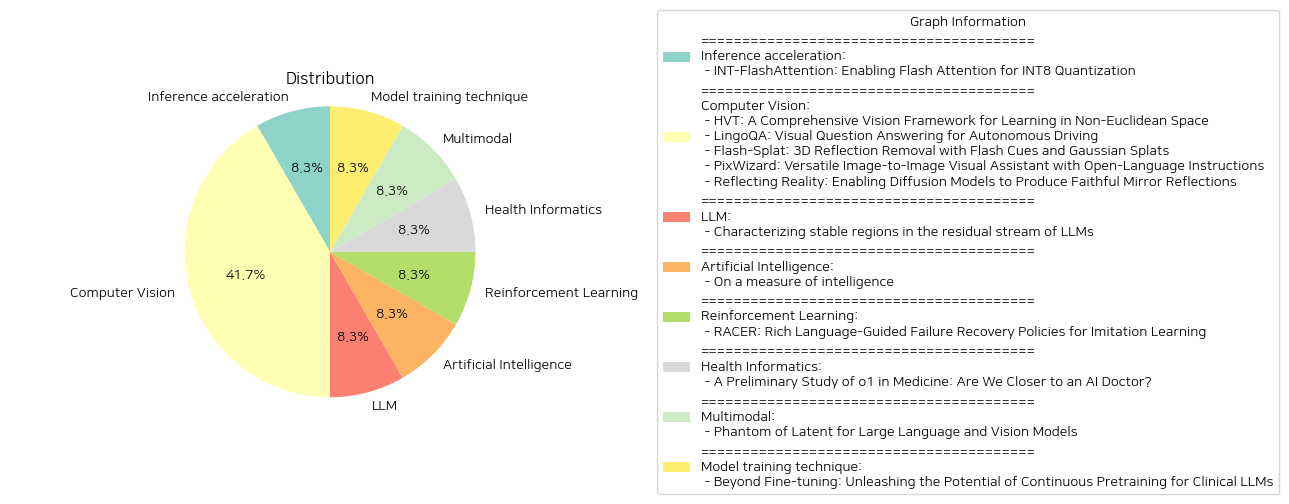 Distribution
Inference acceleration
Model training technique
Multimodal
Health Informatics
Computer Vision
Reinforcement Learning
Artificial Intelligence
LLM
8.3%
8.3%
8.3%
8.3%
41.7%
8.3%
8.3%
8.3%
Graph Information
========================================
Inference acceleration:
- INT-FlashAttention: Enabling Flash Attention for INT8 Quantization
========================================
Computer Vision:
- HVT: A Comprehensive Vision Framework for Learning in Non-Euclidean Space
- LingoQA: Visual Question Answering for Autonomous Driving
- Flash-Splat: 3D Reflection Removal with Flash Cues and Gaussian Splats
- PixWizard: Versatile Image-to-Image Visual Assistant with Open-Language Instructions
- Reflecting Reality: Enabling Diffusion Models to Produce Faithful Mirror Reflections
========================================
LLM:
- Characterizing stable regions in the residual stream of LLMs
========================================
Artificial Intelligence:
- On a measure of intelligence
========================================
Reinforcement Learning:
- RACER: Rich Language-Guided Failure Recovery Policies for Imitation Learning
========================================
Health Informatics:
- A Preliminary Study of o1 in Medicine: Are We Closer to an AI Doctor?
========================================
Multimodal:
- Phantom of Latent for Large Language and Vision Models
========================================
Model training technique:
- Beyond Fine-tuning: Unleashing the Potential of Continuous Pretraining for Clinical LLMs